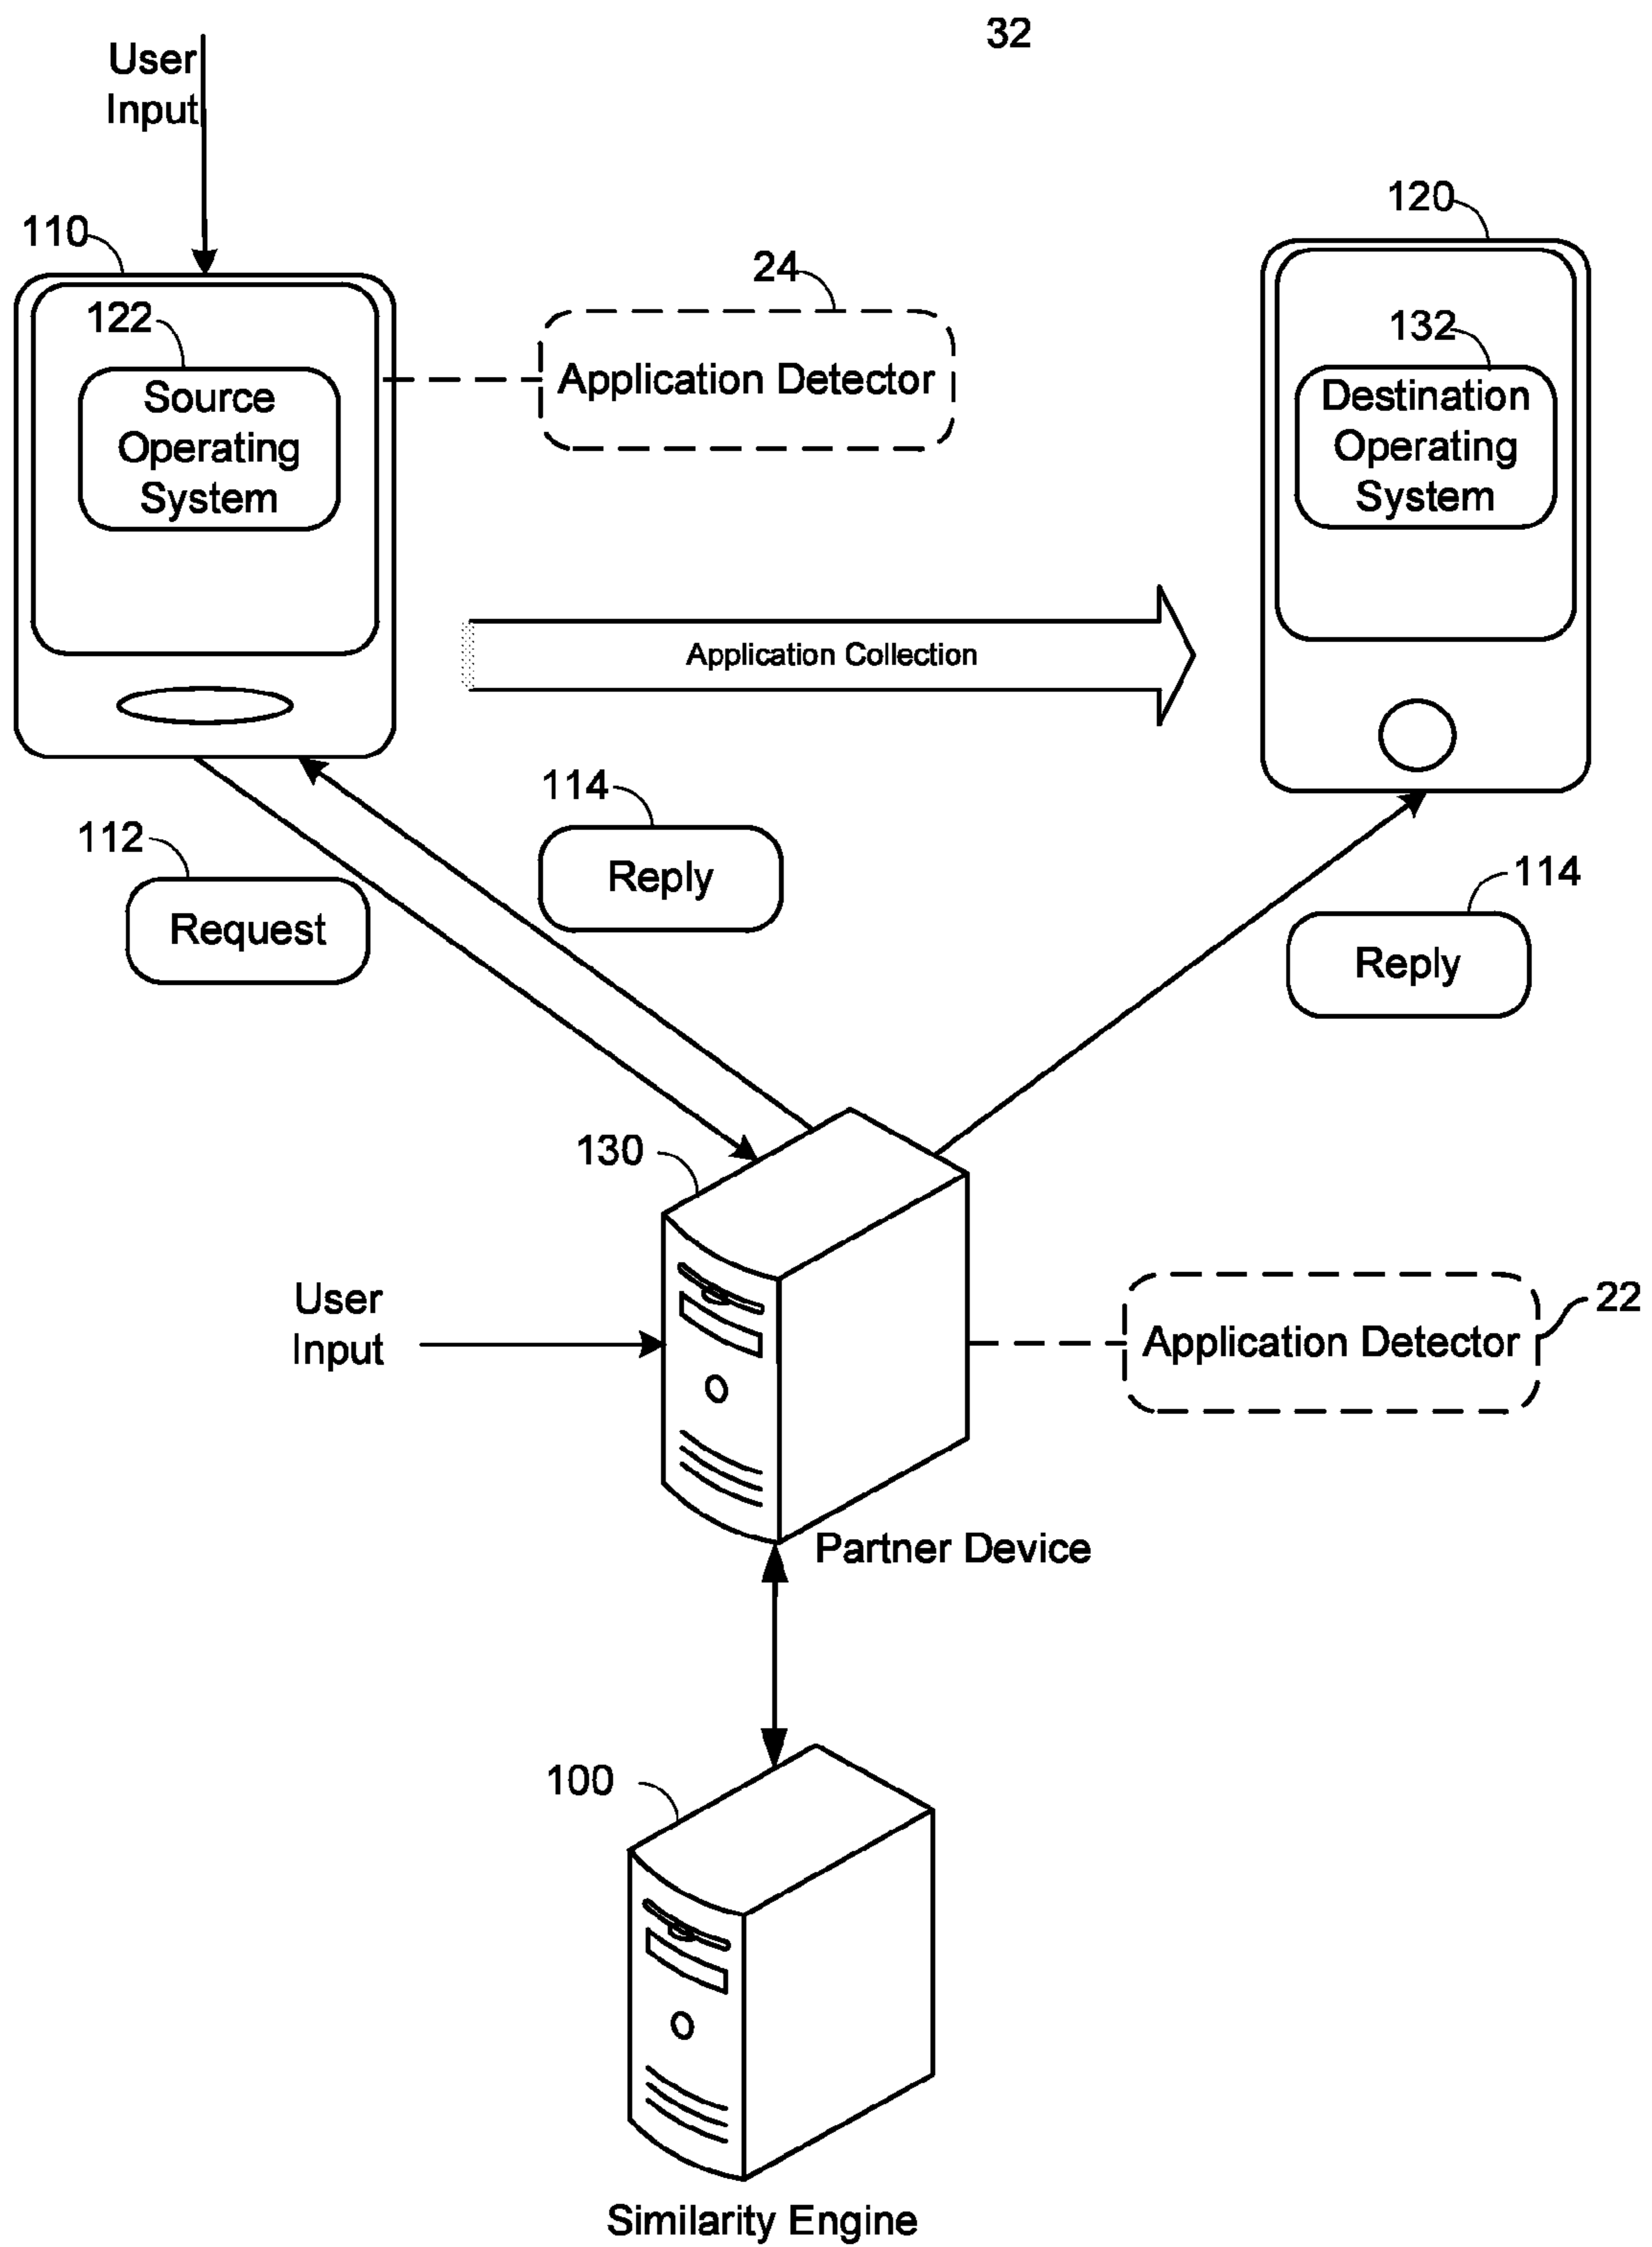 32
User
Input
110
120
24
122
132
Application Detector
Source
Operating
System
Destination
Operating
System
Application Collection
114
112
Reply
114
Request
Reply
130
22
User
Input
Application Detector
Partner Device
100
Similarity Engine